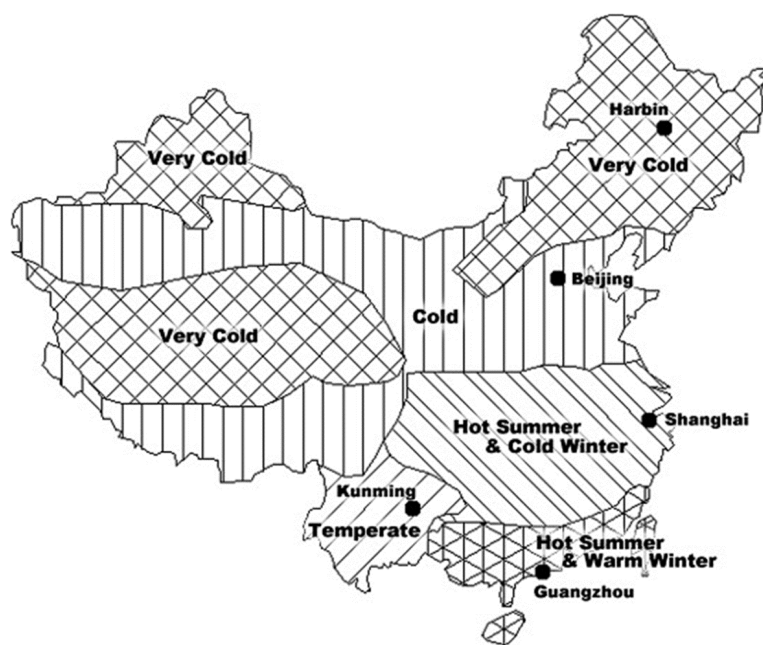 Harbin
Very Cold
Very Cold
Beijing
Cold
Very Cold
Hot Summer
& Cold Winter
Shanghai
Kunming
Temperate
Hot Summer
& Warm Winter
Guangzhou